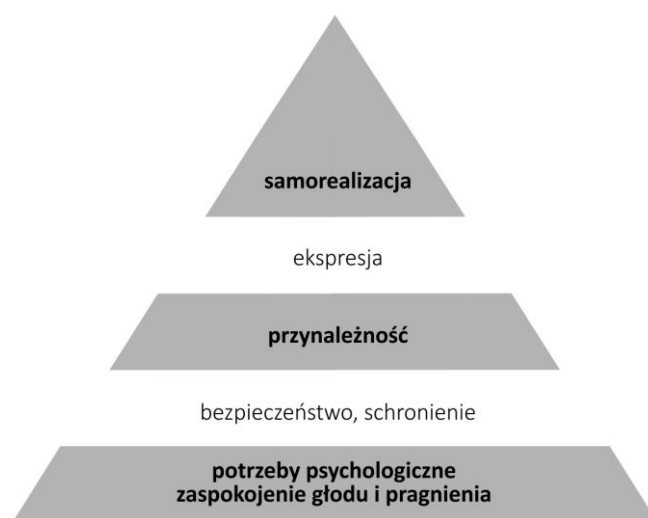 samorealizacja
ekspresja
przynależność
bezpieczeństwo, schronienie
potrzeby psychologiczne
zaspokojenie głodu i pragnienia